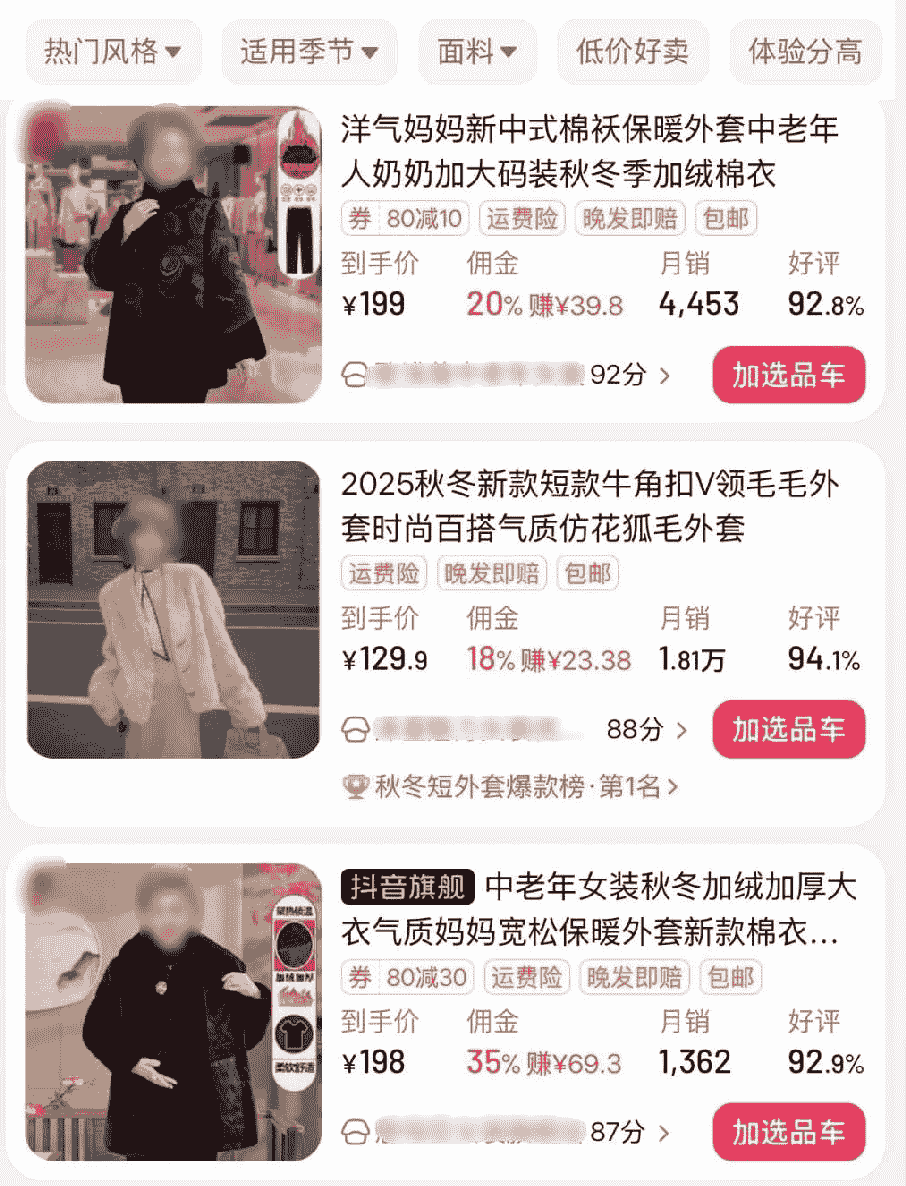 热门风格 适用季节 面料 低价好卖 体验分高
洋气妈妈新中式棉袄保暖外套中老年
人奶奶加大码装秋冬季加绒棉衣
券 80减10 运费险 晚发即赔 包邮
到手价 佣金 月销 好评
¥199 20% 赚¥39.8 4,453 92.8%
92分 加选品车
2025秋冬新款短款牛角扣V领毛毛外
套时尚百搭气质仿花狐毛外套
运费险 晚发即赔 包邮
到手价 佣金 月销 好评
¥129.9 18% 赚¥23.38 1.81万 94.1%
88分 加选品车
秋冬短外套爆款榜·第1名
抖音旗舰 中老年女装秋冬加绒加厚大
衣气质妈妈宽松保暖外套新款棉衣...
券 80减30 运费险 晚发即赔 包邮
到手价 佣金 月销 好评
¥198 35% 赚¥69.3 1,362 92.9%
柔软舒适
87分 加选品车